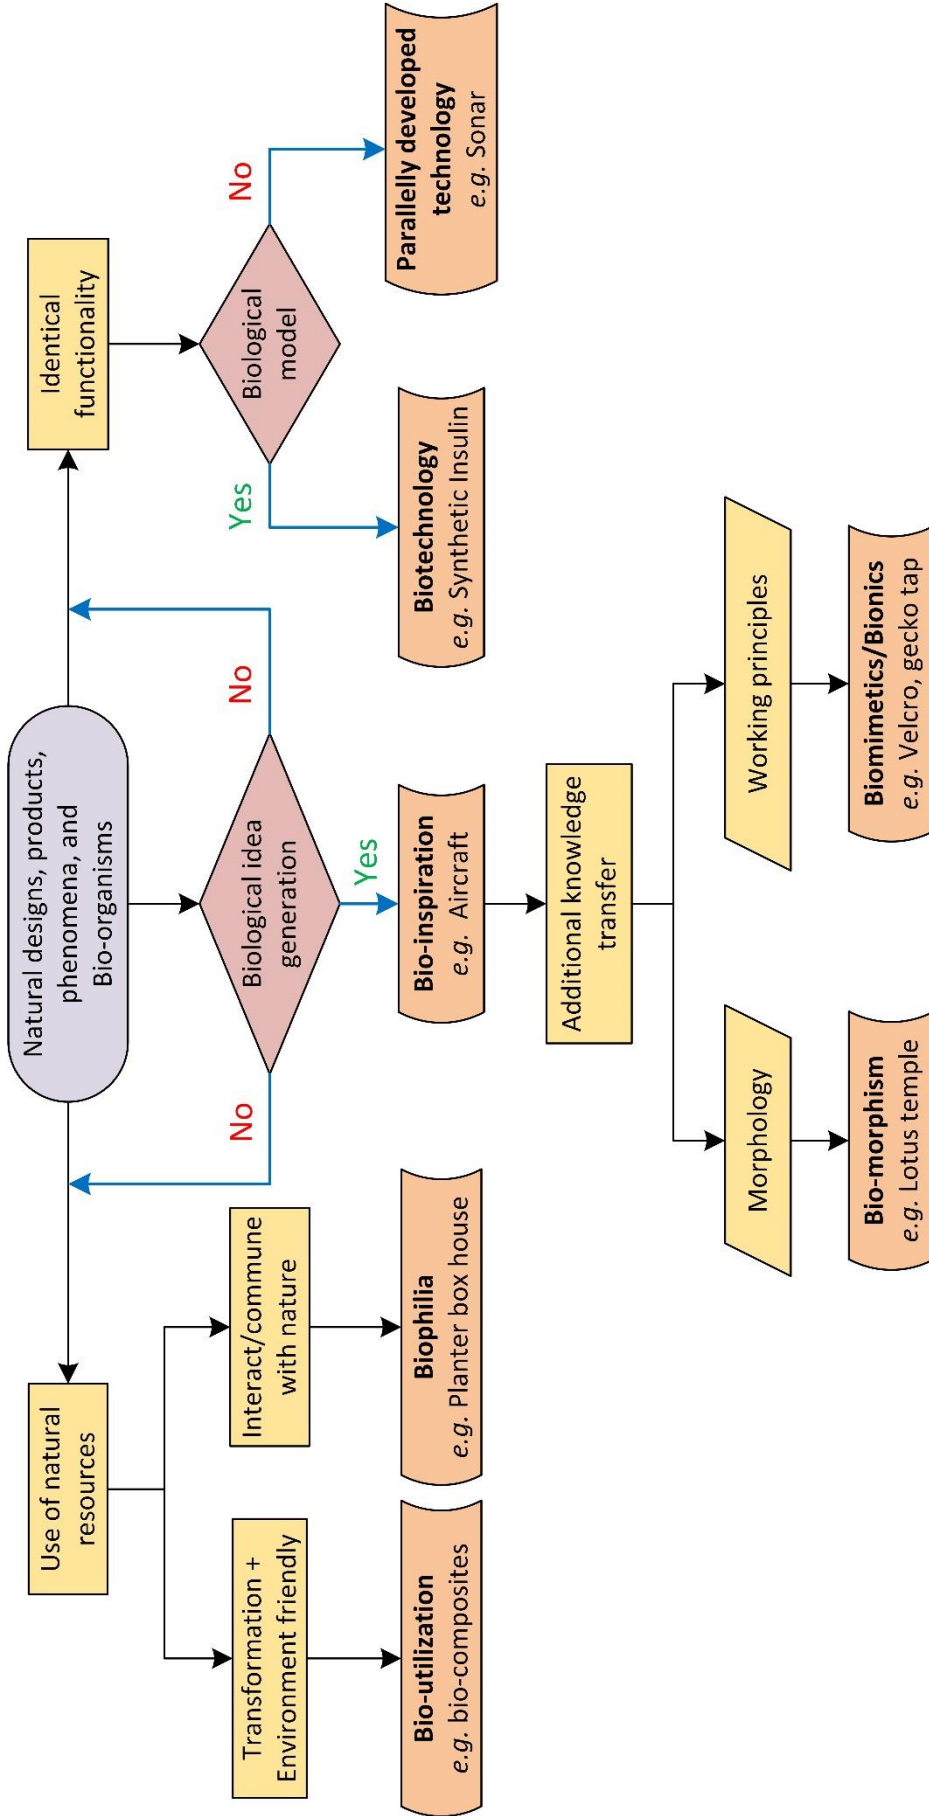 Natural designs, products,
phenomena, and
Bio-organisms
Use of natural
resources
Identical
functionality
Transformation +
Environment friendly
Interact/commune
with nature
No
Biological idea
generation
No
Yes
Yes
Biological
model
No
Bio-utilization
e.g. bio-composites
Biophilia
e.g. Planter box house
Bio-inspiration
e.g. Aircraft
Biotechnology
e.g. Synthetic Insulin
Parallelly developed
technology
e.g. Sonar
Additional knowledge
transfer
Morphology
Working principles
Bio-morphism
e.g. Lotus temple
Biomimetics/Bionics
e.g. Velcro, gecko tap